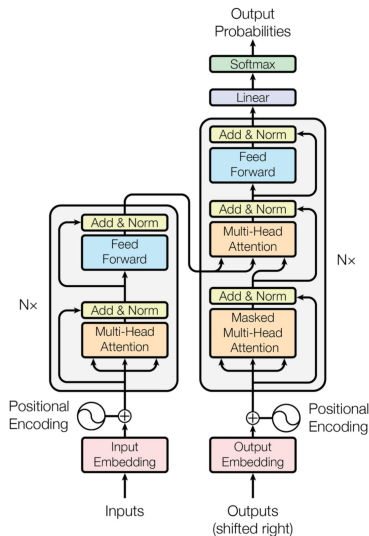 Output
Probabilities
Softmax
Linear
Add & Norm
Feed
Forward
Add & Norm
Multi-Head
Attention
Add & Norm
Masked
Multi-Head
Attention
N×
Positional
Encoding
Output
Embedding
Outputs
(shifted right)
Add & Norm
Feed
Forward
Add & Norm
Multi-Head
Attention
N×
Positional
Encoding
Input
Embedding
Inputs